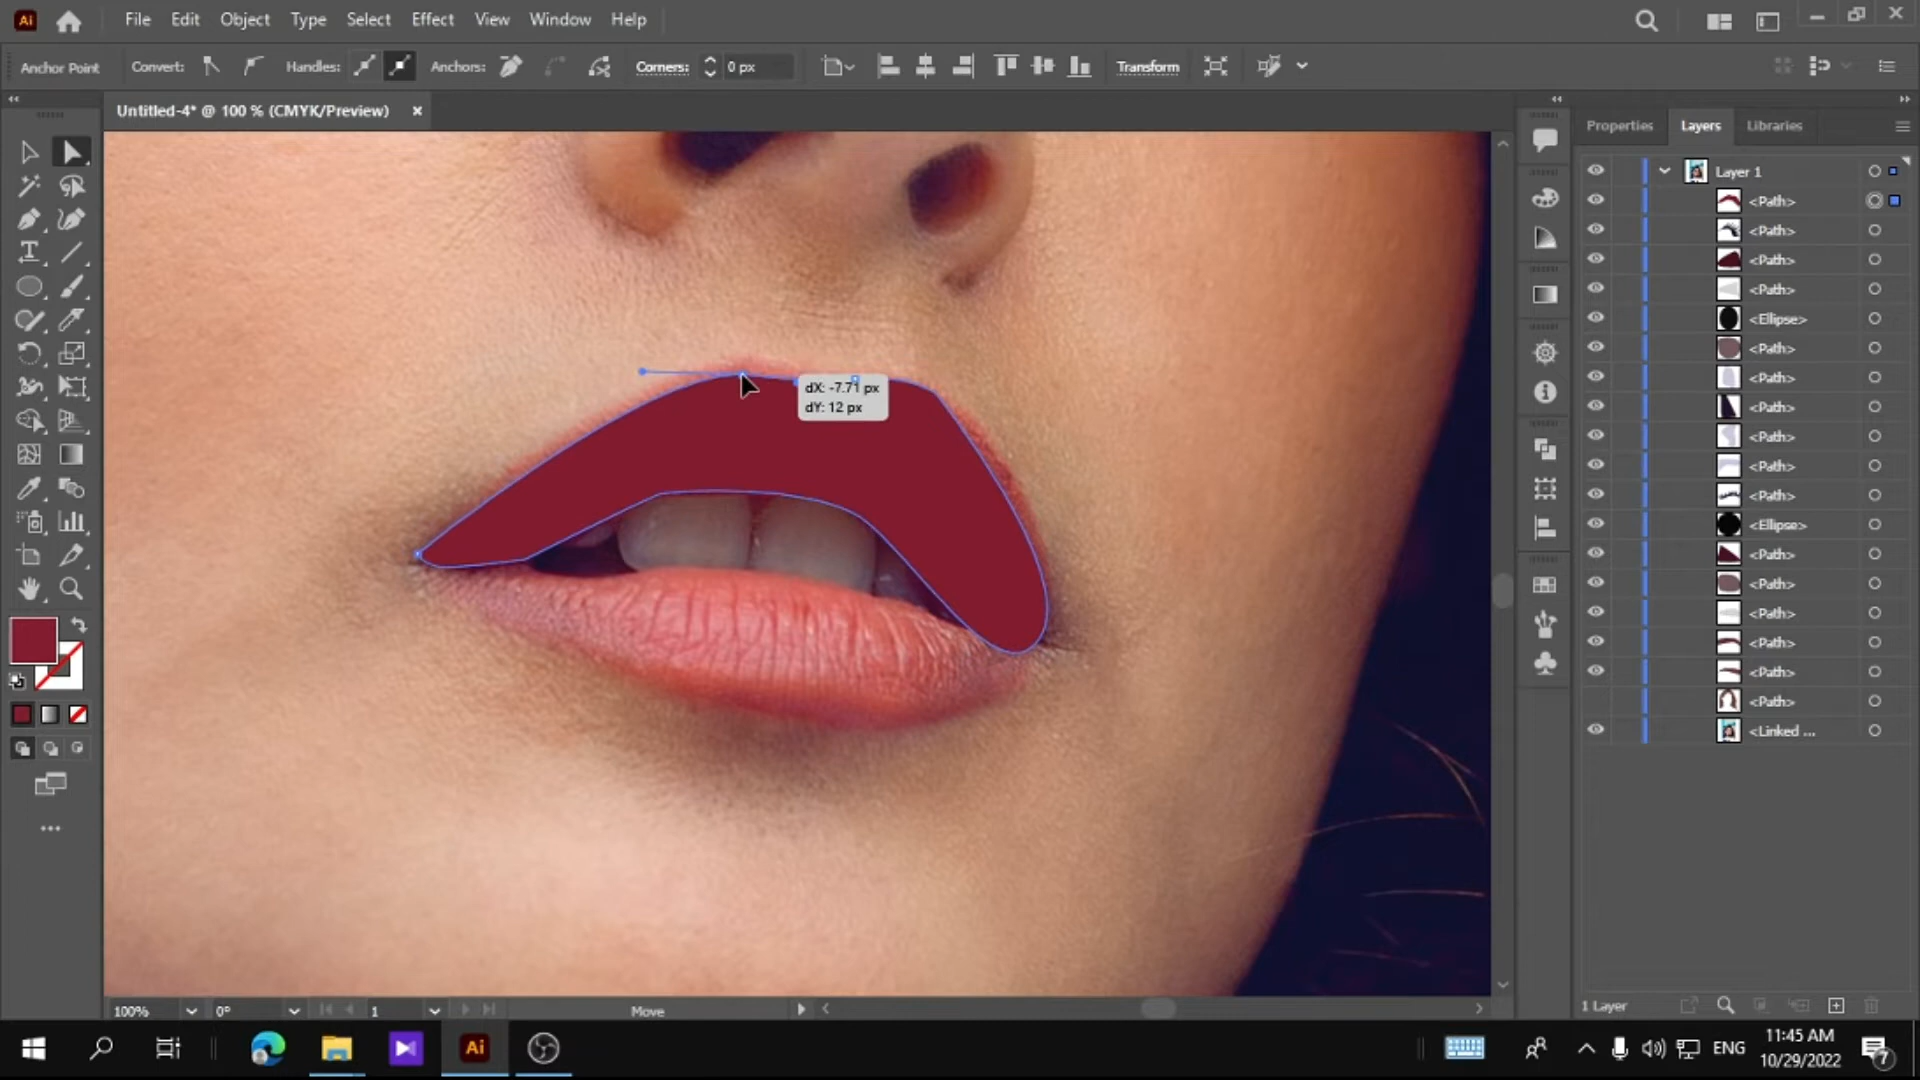 Ai
File Edit Object Type Select Effect View Window Help
Anchor Point Convert: Handles: Anchors: Corners: 0 px Transform
Untitled-4* @ 100 % (CMYK/Preview) ×
Properties Layers Libraries
Layer 1
<Path>
<Path>
<Path>
<Path>
<Ellipse>
<Path>
<Path>
<Path>
<Path>
<Path>
<Path>
<Ellipse>
<Path>
<Path>
<Path>
<Path>
<Path>
<Path>
<Linked ...
dX: -7.71 px
dY: 12 px
100% 0° 1 Move
1 Layer
Ai
ENG
11:45 AM
10/29/2022
7